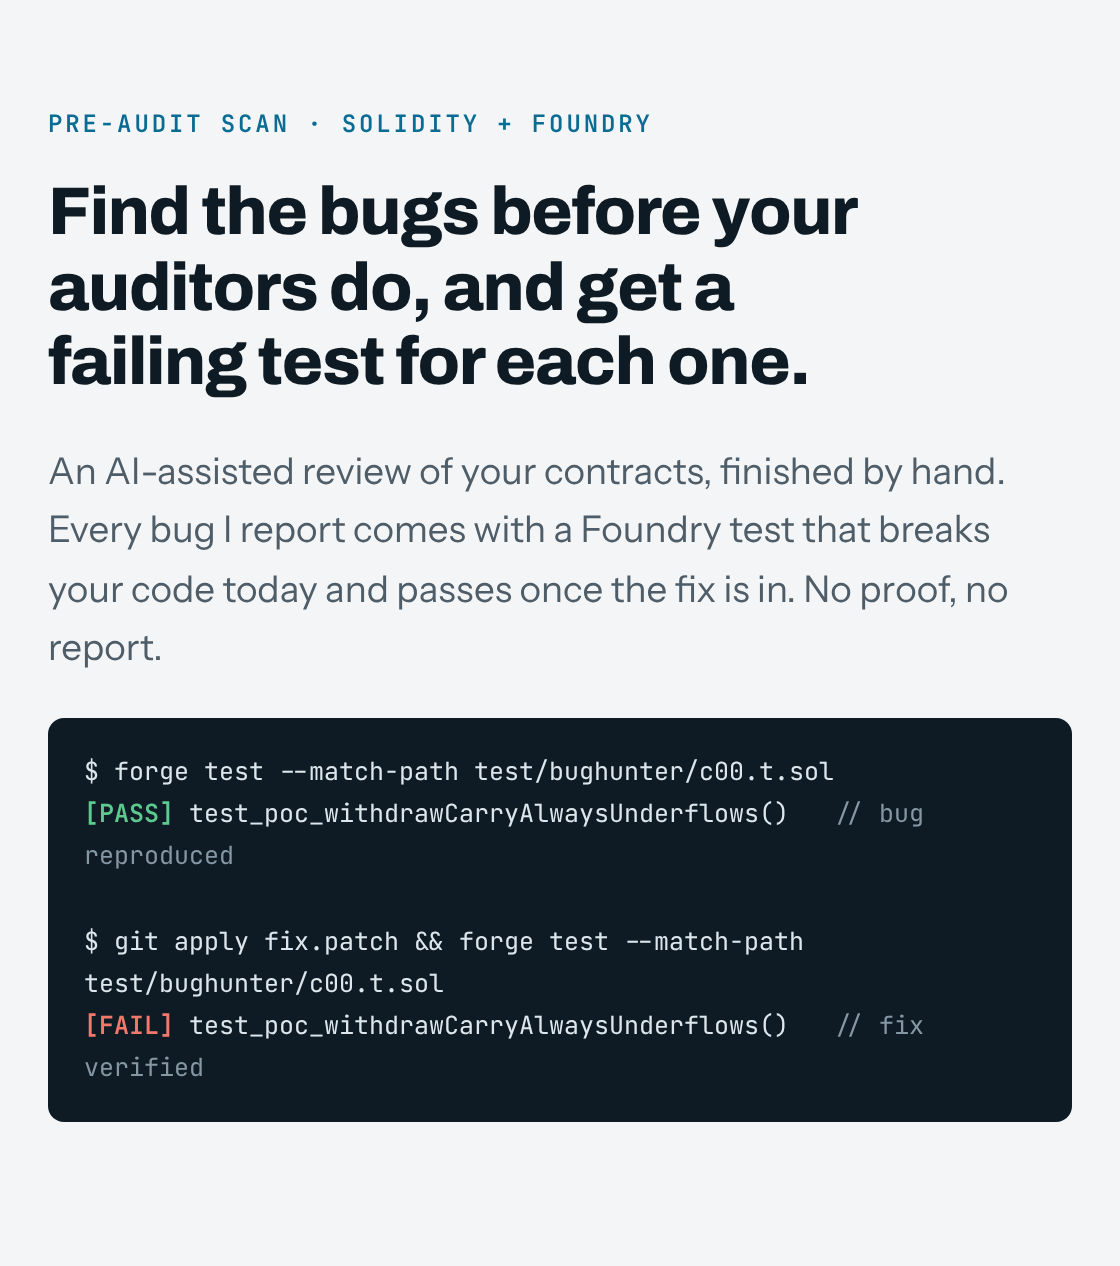 PRE-AUDIT SCAN · SOLIDITY + FOUNDRY
Find the bugs before your
auditors do, and get a
failing test for each one.
An AI-assisted review of your contracts, finished by hand.
Every bug I report comes with a Foundry test that breaks
your code today and passes once the fix is in. No proof, no
report.
$ forge test --match-path test/bughunter/c00.t.sol
[PASS] test_poc_withdrawCarryAlwaysUnderflows()   // bug
reproduced
$ git apply fix.patch && forge test --match-path
test/bughunter/c00.t.sol
[FAIL] test_poc_withdrawCarryAlwaysUnderflows()   // fix
verified